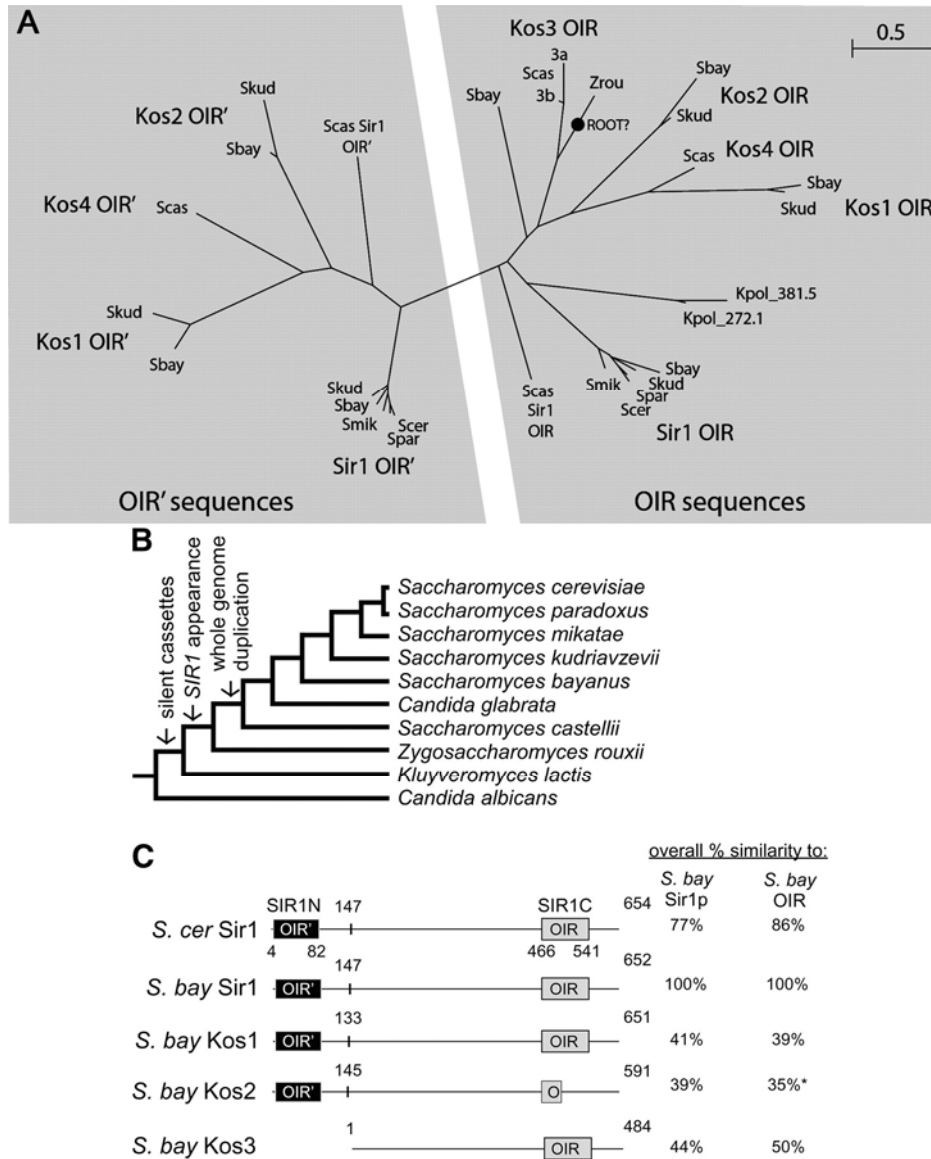 A
Kos3 OIR
3a
Scas
3b
Zrou
ROOT?
0.5
Sbay
Sbay
Kos2 OIR
Skud
Scas
Kos4 OIR
Sbay
Skud
Kos1 OIR
Kpol_381.5
Kpol_272.1
Sbay
Skud
Spar
Scer
Smik
Sir1 OIR
Scas
Sir1
OIR
OIR sequences
Skud
Kos2 OIR'
Sbay
Scas Sir1
OIR'
Kos4 OIR'
Scas
Skud
Kos1 OIR'
Sbay
Skud
Sbay
Smik
Scer
Spar
Sir1 OIR'
OIR' sequences
B
silent cassettes
SIR1 appearance
whole genome
duplication
Saccharomyces cerevisiae
Saccharomyces paradoxus
Saccharomyces mikatae
Saccharomyces kudriavzevii
Saccharomyces bayanus
Candida glabrata
Saccharomyces castellii
Zygosaccharomyces rouxii
Kluyveromyces lactis
Candida albicans
C
overall % similarity to:
S. bay
Sir1p
S. bay
OIR
SIR1N
147
SIR1C
654
S. cer Sir1
OIR'
OIR
77%
86%
4
82
466
541
147
652
S. bay Sir1
OIR'
OIR
100%
100%
133
651
S. bay Kos1
OIR'
OIR
41%
39%
145
591
S. bay Kos2
OIR'
O
39%
35%*
1
484
S. bay Kos3
OIR
44%
50%